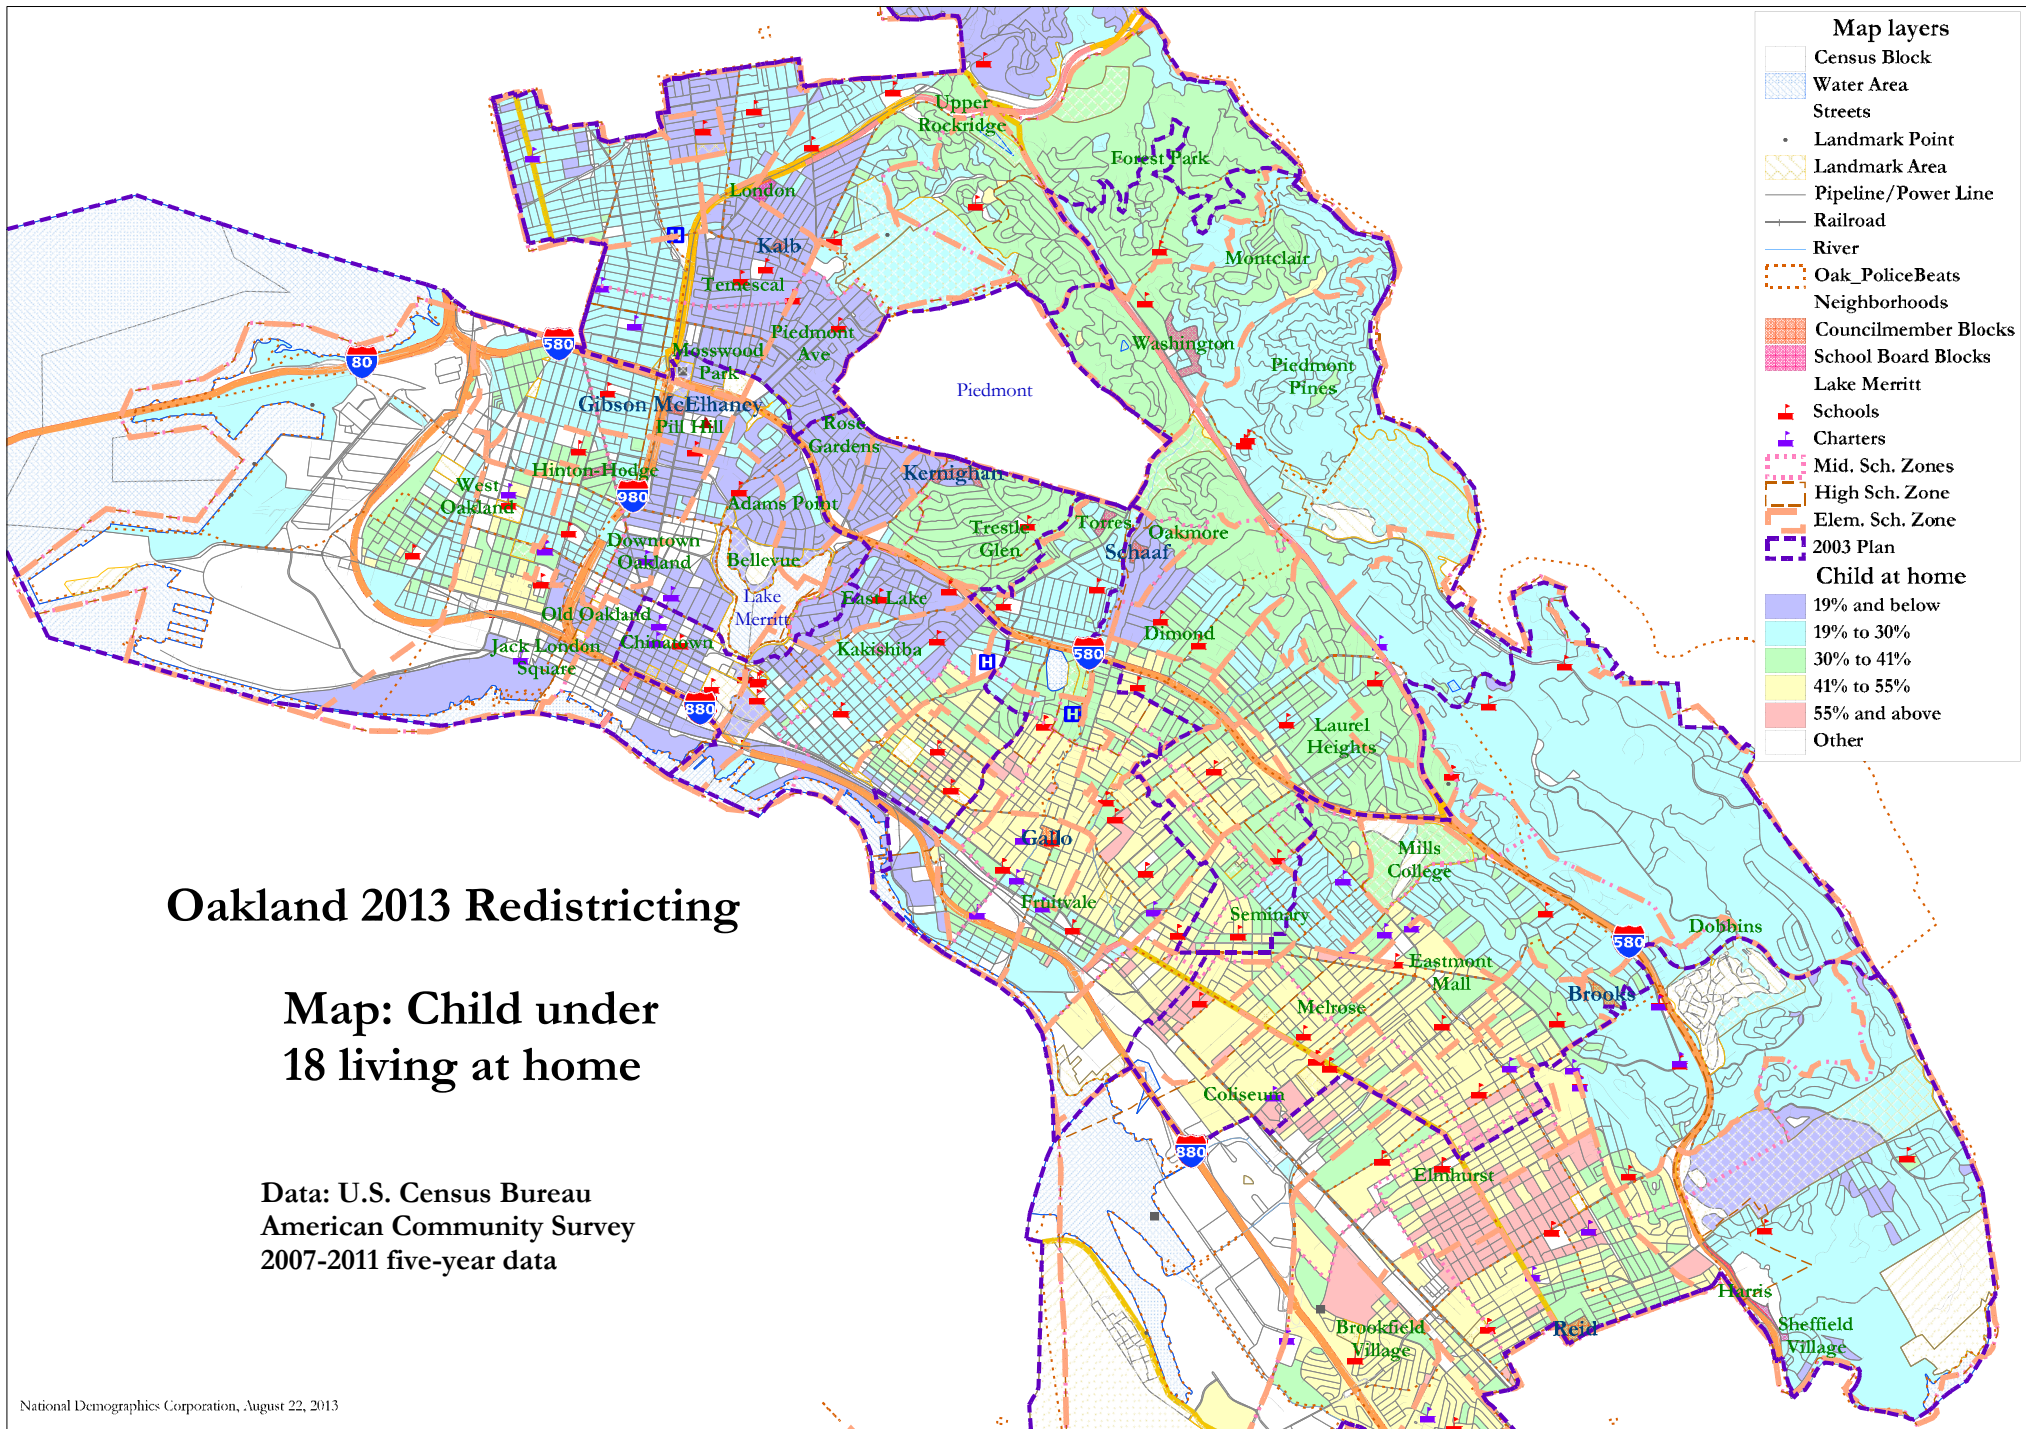 Oakland 2013 Redistricting
Map: Child under
18 living at home
Data: U.S. Census Bureau
American Community Survey
2007-2011 five-year data
National Demographics Corporation, August 22, 2013
Map layers
Census Block
Water Area
Streets
Landmark Point
Landmark Area
Pipeline/Power Line
Railroad
River
Oak_PoliceBeats
Neighborhoods
Councilmember Blocks
School Board Blocks
Lake Merritt
Schools
Charters
Mid. Sch. Zones
High Sch. Zone
Elem. Sch. Zone
2003 Plan
Child at home
19% and below
19% to 30%
30% to 41%
41% to 55%
55% and above
Other
Upper
Rockridge
Forest Park
London
H
Kalb
Montclair
Temescal
Piedmont
Ave
Mosswood
Park
Washington
Piedmont
Pines
80
580
Piedmont
Gibson McElhaney
Pill Hill
Rose
Gardens
Hinton-Hodge
Kernighan
West
Oakland
980
Adams Point
Trestle
Glen
Torres
Oakmore
Schaaf
Downtown
Oakland
Bellevue
Lake
Merritt
East Lake
Old Oakland
Chinatown
Jack London
Square
Kakishiba
Dimond
580
H
H
880
Laurel
Heights
Gallo
Mills
College
Fruitvale
Seminary
Dobbins
580
Eastmont
Mall
Brooks
Melrose
Coliseum
880
Elmhurst
Harris
Reid
Brookfield
Village
Sheffield
Village